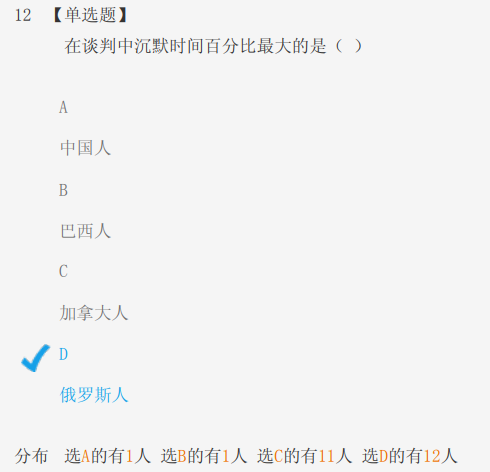 12 【单选题】
在谈判中沉默时间百分比最大的是（ ）
A
中国人
B
巴西人
C
加拿大人
D
俄罗斯人
分布 选A的有1人 选B的有1人 选C的有11人 选D的有12人